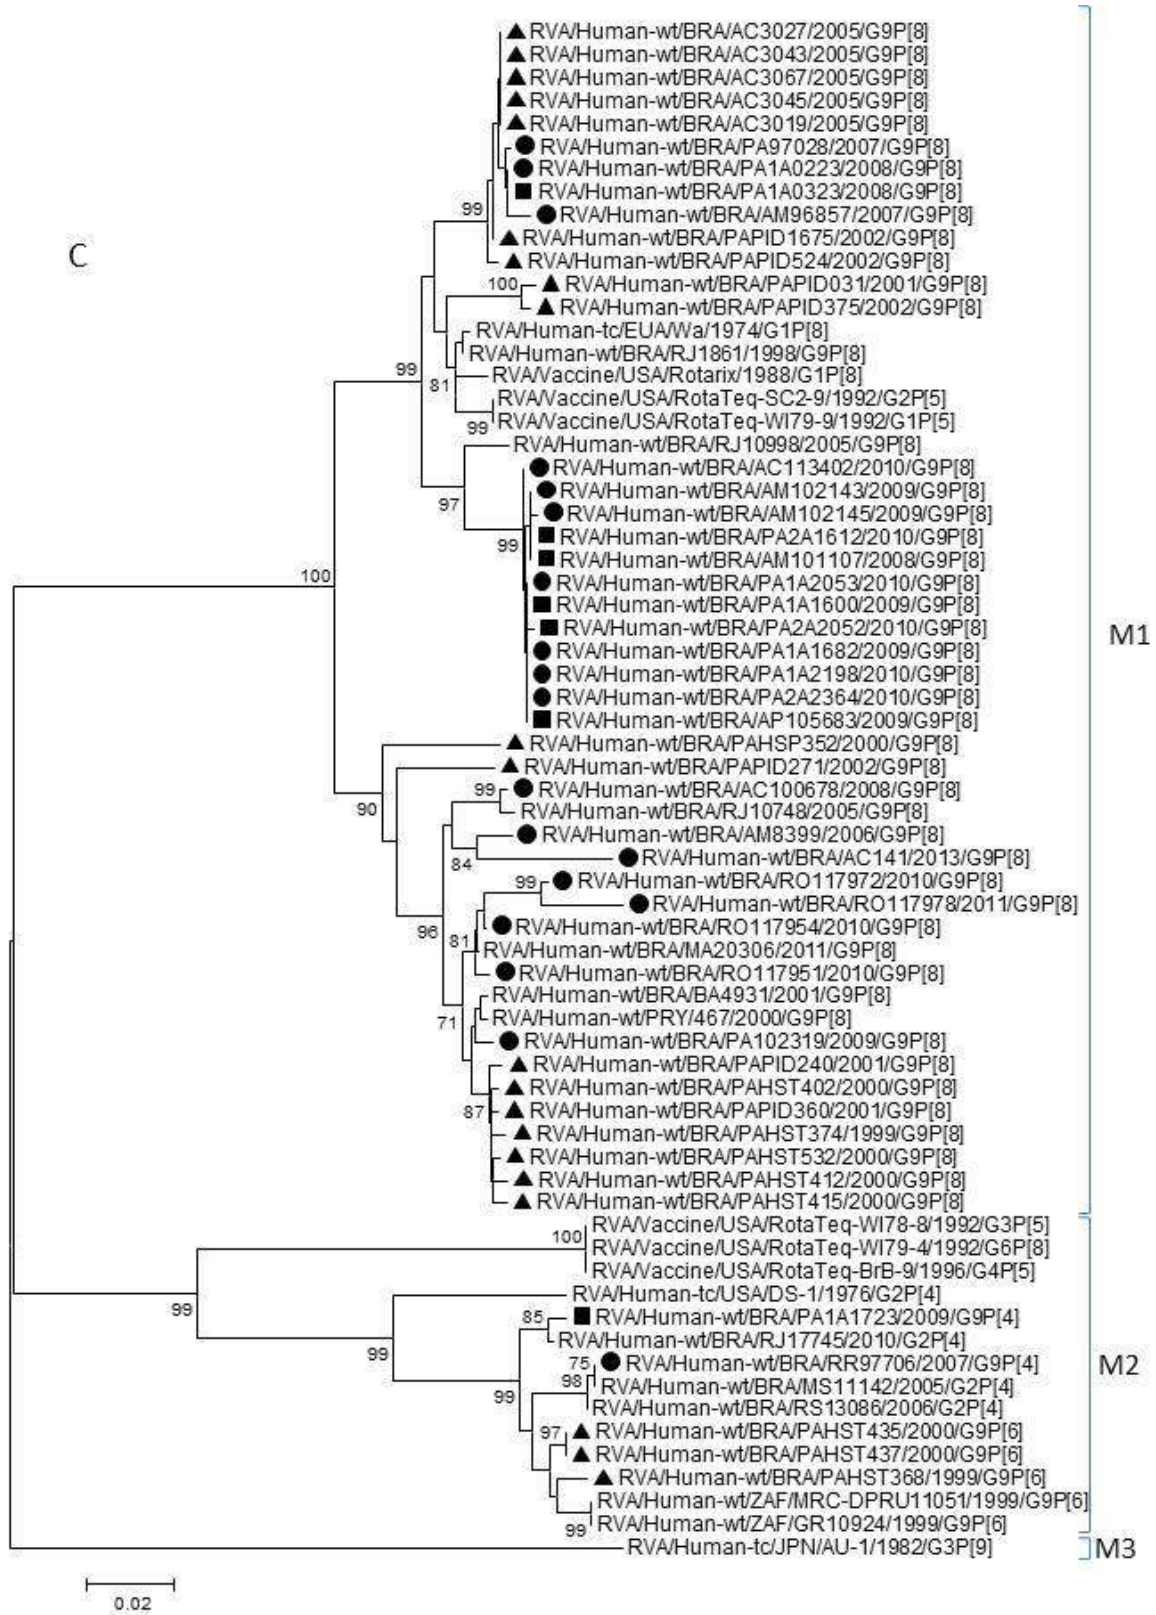 RVA/Human-wt/BRA/AC3027/2005/G9P[8]
RVA/Human-wt/BRA/AC3043/2005/G9P[8]
RVA/Human-wt/BRA/AC3067/2005/G9P[8]
RVA/Human-wt/BRA/AC3045/2005/G9P[8]
RVA/Human-wt/BRA/AC3019/2005/G9P[8]
RVA/Human-wt/BRA/PA97028/2007/G9P[8]
RVA/Human-wt/BRA/PA1A0223/2008/G9P[8]
RVA/Human-wt/BRA/PA1A0323/2008/G9P[8]
99 RVA/Human-wt/BRA/AM96857/2007/G9P[8]
RVA/Human-wt/BRA/PAPID1675/2002/G9P[8]
C
RVA/Human-wt/BRA/PAPID524/2002/G9P[8]
100 RVA/Human-wt/BRA/PAPID031/2001/G9P[8]
RVA/Human-wt/BRA/PAPID375/2002/G9P[8]
RVA/Human-tc/EUA/Wa/1974/G1P[8]
RVA/Human-wt/BRA/RJ1861/1998/G9P[8]
99
81 RVA/Vaccine/USA/Rotarix/1988/G1P[8]
RVA/Vaccine/USA/RotaTeq-SC2-9/1992/G2P[5]
99 RVA/Vaccine/USA/RotaTeq-WI79-9/1992/G1P[5]
RVA/Human-wt/BRA/RJ10998/2005/G9P[8]
RVA/Human-wt/BRA/AC113402/2010/G9P[8]
RVA/Human-wt/BRA/AM102143/2009/G9P[8]
97 RVA/Human-wt/BRA/AM102145/2009/G9P[8]
99 RVA/Human-wt/BRA/PA2A1612/2010/G9P[8]
RVA/Human-wt/BRA/AM101107/2008/G9P[8]
100 RVA/Human-wt/BRA/PA1A2053/2010/G9P[8]
RVA/Human-wt/BRA/PA1A1600/2009/G9P[8]
RVA/Human-wt/BRA/PA2A2052/2010/G9P[8]
M1
RVA/Human-wt/BRA/PA1A1682/2009/G9P[8]
RVA/Human-wt/BRA/PA1A2198/2010/G9P[8]
RVA/Human-wt/BRA/PA2A2364/2010/G9P[8]
RVA/Human-wt/BRA/AP105683/2009/G9P[8]
RVA/Human-wt/BRA/PAHSP352/2000/G9P[8]
RVA/Human-wt/BRA/PAPID271/2002/G9P[8]
99 RVA/Human-wt/BRA/AC100678/2008/G9P[8]
90 RVA/Human-wt/BRA/RJ10748/2005/G9P[8]
RVA/Human-wt/BRA/AM8399/2006/G9P[8]
84 RVA/Human-wt/BRA/AC141/2013/G9P[8]
99 RVA/Human-wt/BRA/RO117972/2010/G9P[8]
RVA/Human-wt/BRA/RO117978/2011/G9P[8]
96 RVA/Human-wt/BRA/RO117954/2010/G9P[8]
81 RVA/Human-wt/BRA/MA20306/2011/G9P[8]
RVA/Human-wt/BRA/RO117951/2010/G9P[8]
RVA/Human-wt/BRA/BA4931/2001/G9P[8]
71 RVA/Human-wt/PRY/467/2000/G9P[8]
RVA/Human-wt/BRA/PA102319/2009/G9P[8]
RVA/Human-wt/BRA/PAPID240/2001/G9P[8]
RVA/Human-wt/BRA/PAHST402/2000/G9P[8]
87 RVA/Human-wt/BRA/PAPID360/2001/G9P[8]
RVA/Human-wt/BRA/PAHST374/1999/G9P[8]
RVA/Human-wt/BRA/PAHST532/2000/G9P[8]
RVA/Human-wt/BRA/PAHST412/2000/G9P[8]
RVA/Human-wt/BRA/PAHST415/2000/G9P[8]
RVA/Vaccine/USA/RotaTeq-WI78-8/1992/G3P[5]
100 RVA/Vaccine/USA/RotaTeq-WI79-4/1992/G6P[8]
RVA/Vaccine/USA/RotaTeq-BrB-9/1996/G4P[5]
RVA/Human-tc/USA/DS-1/1976/G2P[4]
99
85 RVA/Human-wt/BRA/PA1A1723/2009/G9P[4]
RVA/Human-wt/BRA/RJ17745/2010/G2P[4]
99
75 RVA/Human-wt/BRA/RR97706/2007/G9P[4]
M2
98 RVA/Human-wt/BRA/MS11142/2005/G2P[4]
99
RVA/Human-wt/BRA/RS13086/2006/G2P[4]
97 RVA/Human-wt/BRA/PAHST435/2000/G9P[6]
RVA/Human-wt/BRA/PAHST437/2000/G9P[6]
RVA/Human-wt/BRA/PAHST368/1999/G9P[6]
RVA/Human-wt/ZAF/MRC-DPRU11051/1999/G9P[6]
99 RVA/Human-wt/ZAF/GR10924/1999/G9P[6]
RVA/Human-tc/JPN/AU-1/1982/G3P[9]
M3
0.02